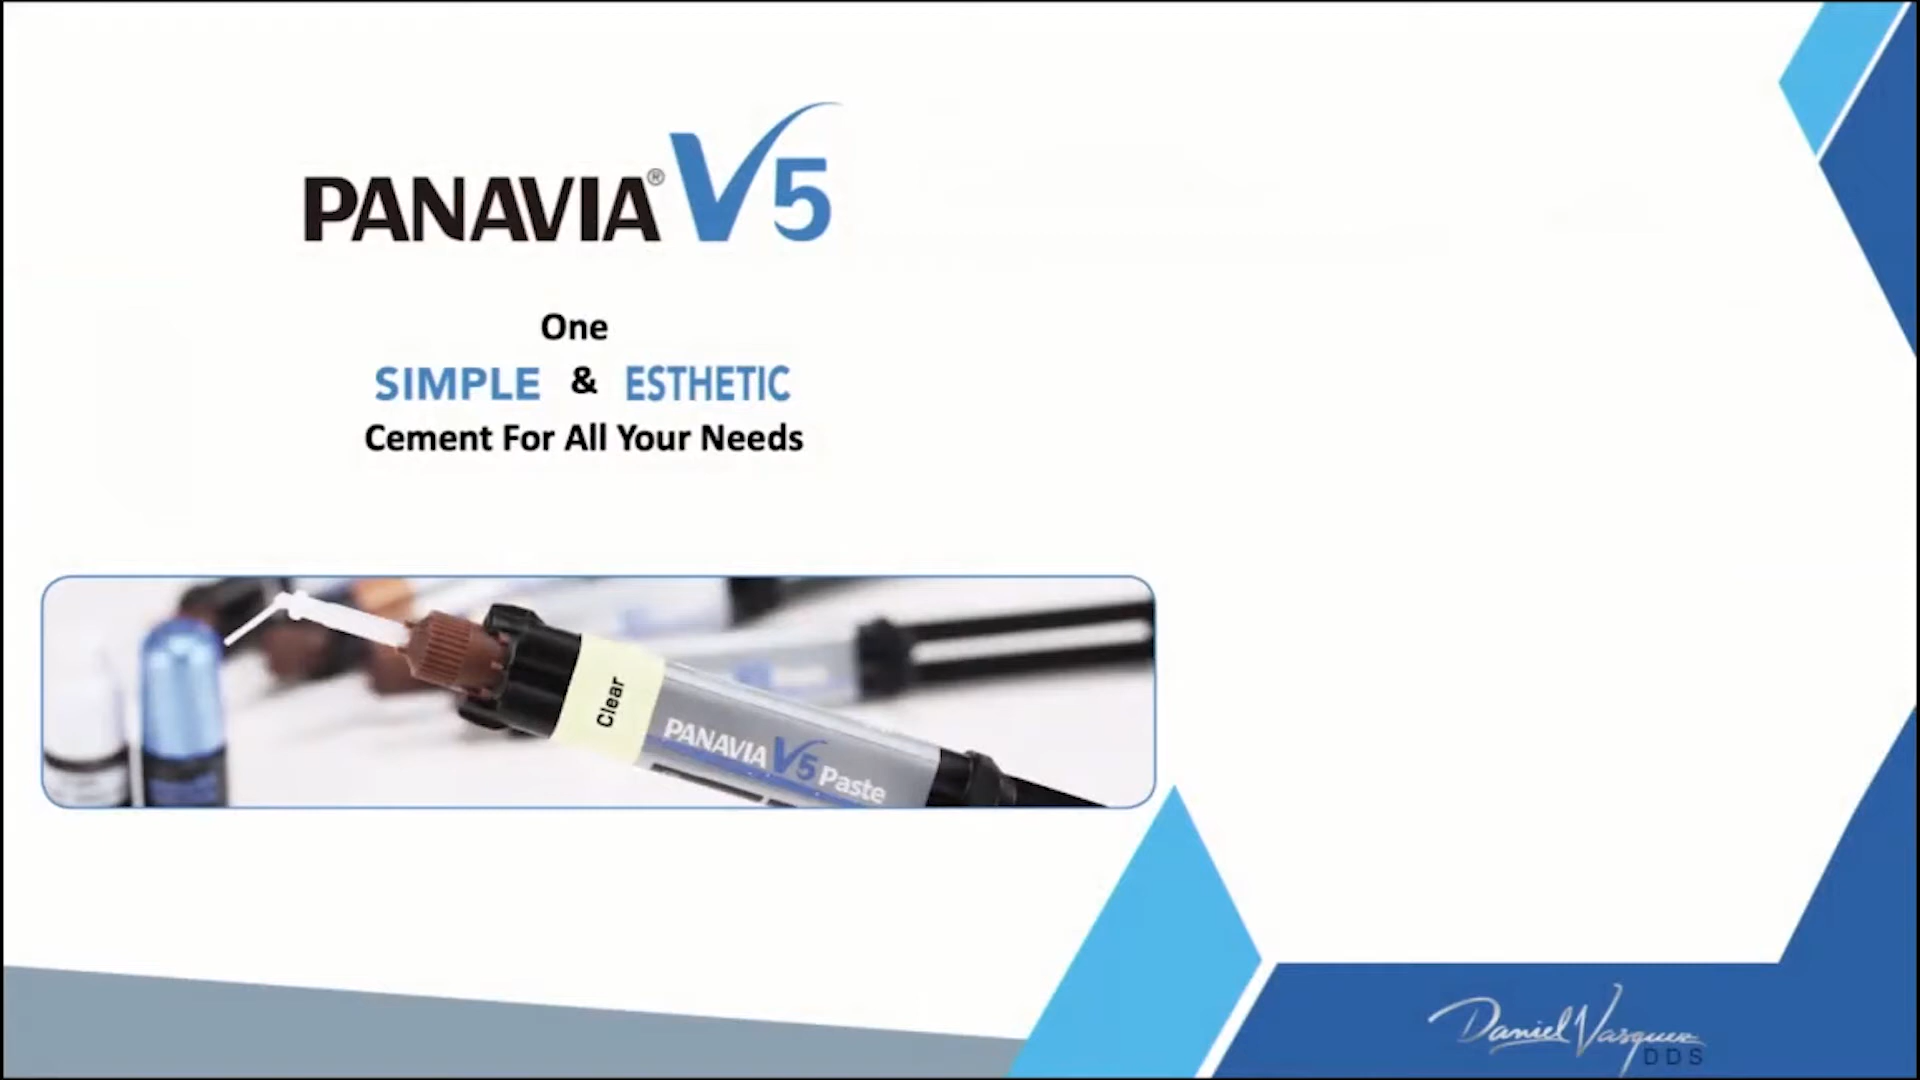 PANAVIA® V5
One
SIMPLE & ESTHETIC
Cement For All Your Needs
Clear
PANAVIA V5 Paste
Daniel Vasquez
DDS